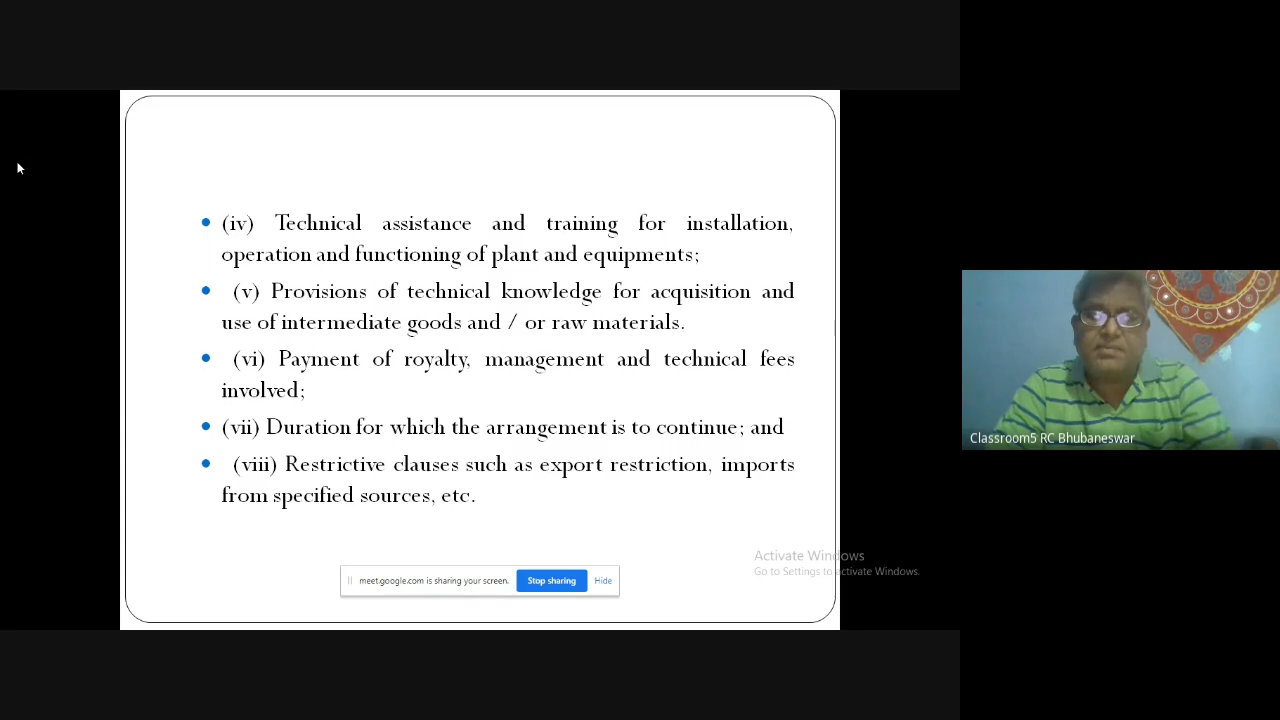 (iv) Technical assistance and training for installation,
operation and functioning of plant and equipments;
(v) Provisions of technical knowledge for acquisition and
use of intermediate goods and / or raw materials.
(vi) Payment of royalty, management and technical fees
involved;
(vii) Duration for which the arrangement is to continue; and
(viii) Restrictive clauses such as export restriction, imports
from specified sources, etc.
Activate Windows
Go to Settings to activate Windows.
meet.google.com is sharing your screen. Stop sharing Hide
Classroom5 RC Bhubaneswar